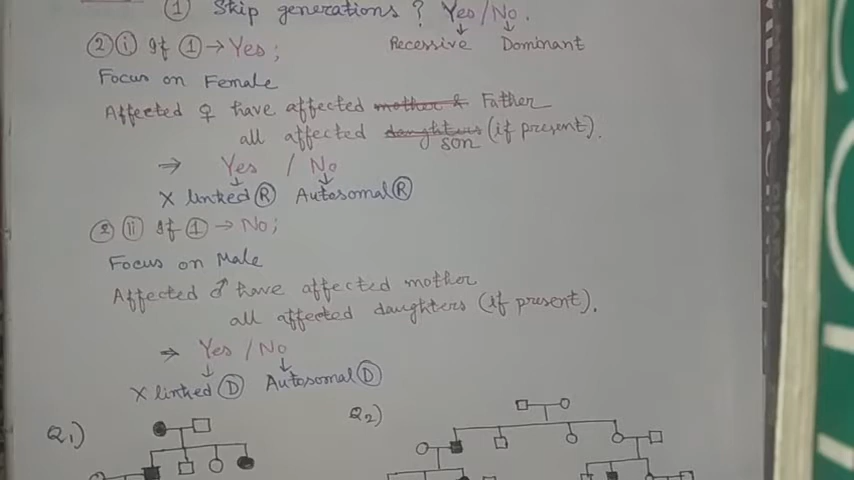 ① Skip generations ? Yes / No.
↓ ↓
Recessive Dominant
② ⓘ If ① → Yes ;
Focus on Female
Affected ♀ have affected mother & Father
all affected daughters son (if present).
⇒ Yes / No
↓ ↓
X linked Ⓡ Autosomal Ⓡ
② ⓘⓘ If ① → No ;
Focus on Male
Affected ♂ have affected mother
all affected daughters (if present).
⇒ Yes / No
↓ ↓
X linked Ⓓ Autosomal Ⓓ
Q1) Q2)